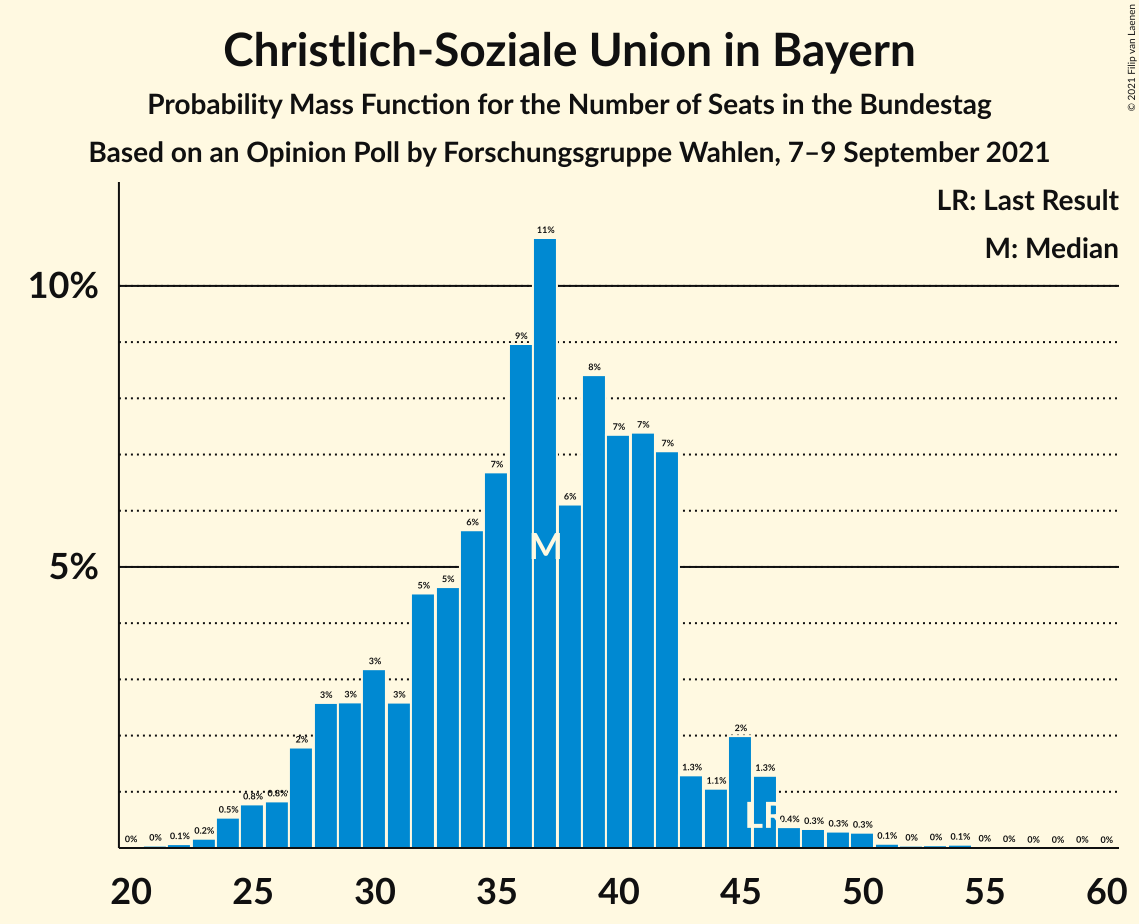 Christlich-Soziale Union in Bayern
Probability Mass Function for the Number of Seats in the Bundestag
Based on an Opinion Poll by Forschungsgruppe Wahlen, 7–9 September 2021
© 2021 Filip van Laenen
LR: Last Result
M: Median
11%
10%
9%
8%
7% 7%
7%
7%
6%
6%
M
5%
5% 5%
3%
3% 3% 3%
2%
2%
1.3% 1.3%
1.1%
0.8% 0.8%
LR
0.5%
0.4% 0.3% 0.3% 0.3%
0% 0% 0.1% 0.2%
0.1% 0% 0% 0.1% 0% 0% 0% 0% 0% 0%
20 25 30 35 40 45 50 55 60